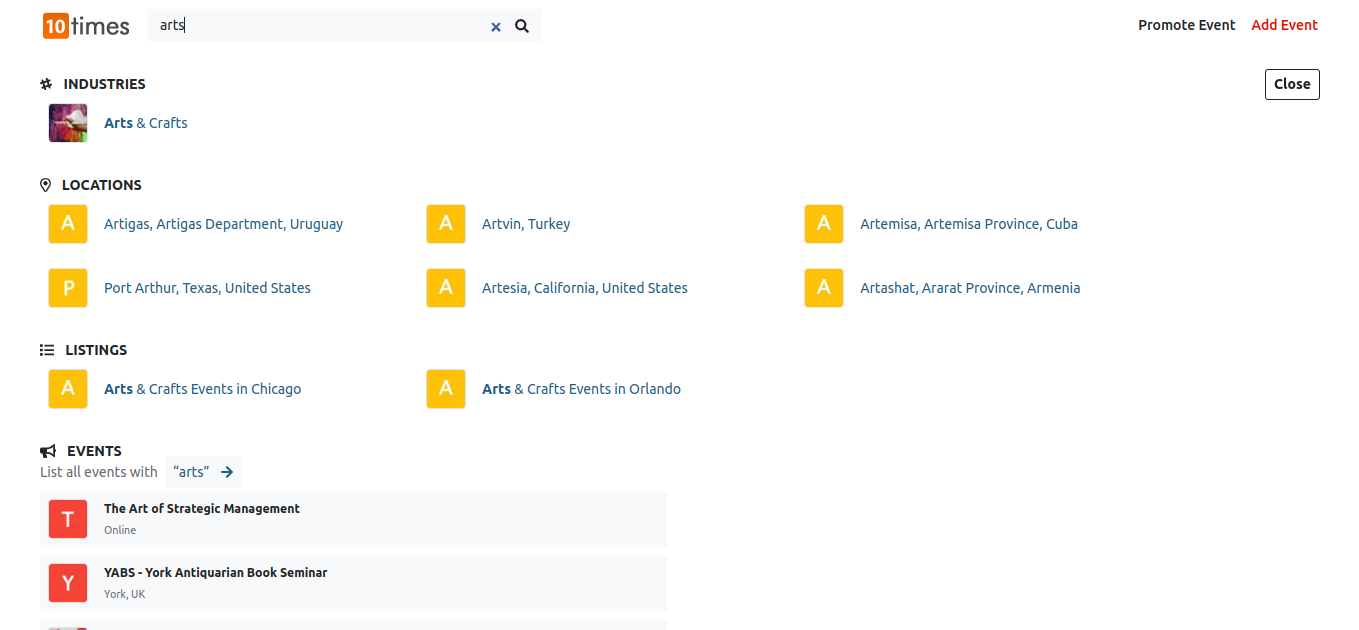 10times
arts
Promote Event
Add Event
INDUSTRIES
Close
Arts & Crafts
LOCATIONS
A
Artigas, Artigas Department, Uruguay
A
Artvin, Turkey
A
Artemisa, Artemisa Province, Cuba
P
Port Arthur, Texas, United States
A
Artesia, California, United States
A
Artashat, Ararat Province, Armenia
LISTINGS
A
Arts & Crafts Events in Chicago
A
Arts & Crafts Events in Orlando
EVENTS
List all events with “arts”
T
The Art of Strategic Management
Online
Y
YABS - York Antiquarian Book Seminar
York, UK